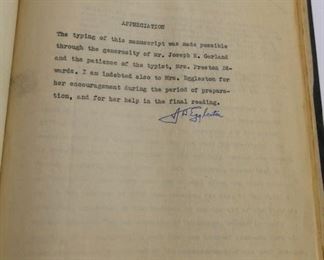 APPRECIATION
The typing of this manuscript was made possible
through the generosity of Mr. Joseph E. Garland
and the patience of the typist, Mrs. Preston Ed-
wards. I am indebted also to Mrs. Eggleston for
her encouragement during the period of prepara-
tion, and for her help in the final reading.
J D Eggleston